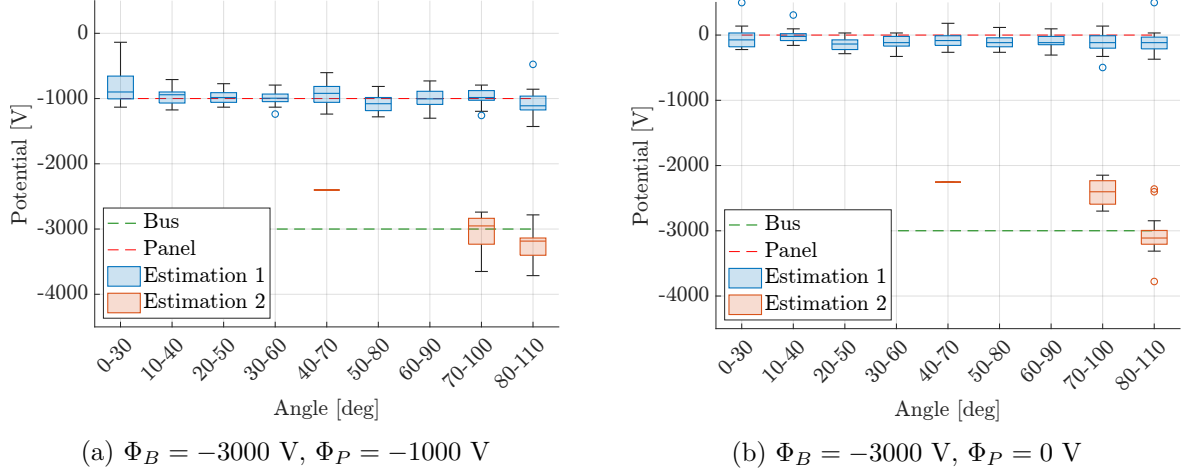 0
-1000
-2000
-3000
-4000
Potential [V]
Bus
Panel
Estimation 1
Estimation 2
0-30
10-40
20-50
30-60
40-70
50-80
60-90
70-100
80-110
Angle [deg]
(a) Φ_B = −3000 V, Φ_P = −1000 V
0
-1000
-2000
-3000
-4000
Potential [V]
Bus
Panel
Estimation 1
Estimation 2
0-30
10-40
20-50
30-60
40-70
50-80
60-90
70-100
80-110
Angle [deg]
(b) Φ_B = −3000 V, Φ_P = 0 V